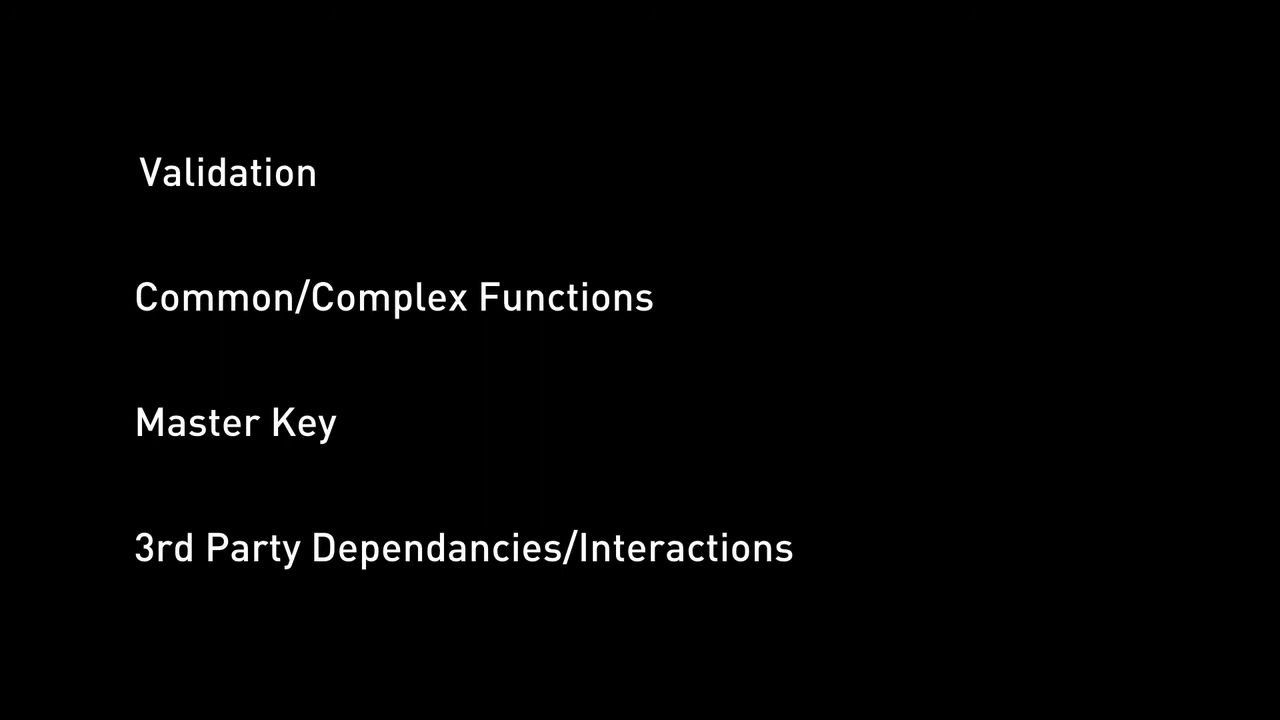 Validation
Common/Complex Functions
Master Key
3rd Party Dependancies/Interactions